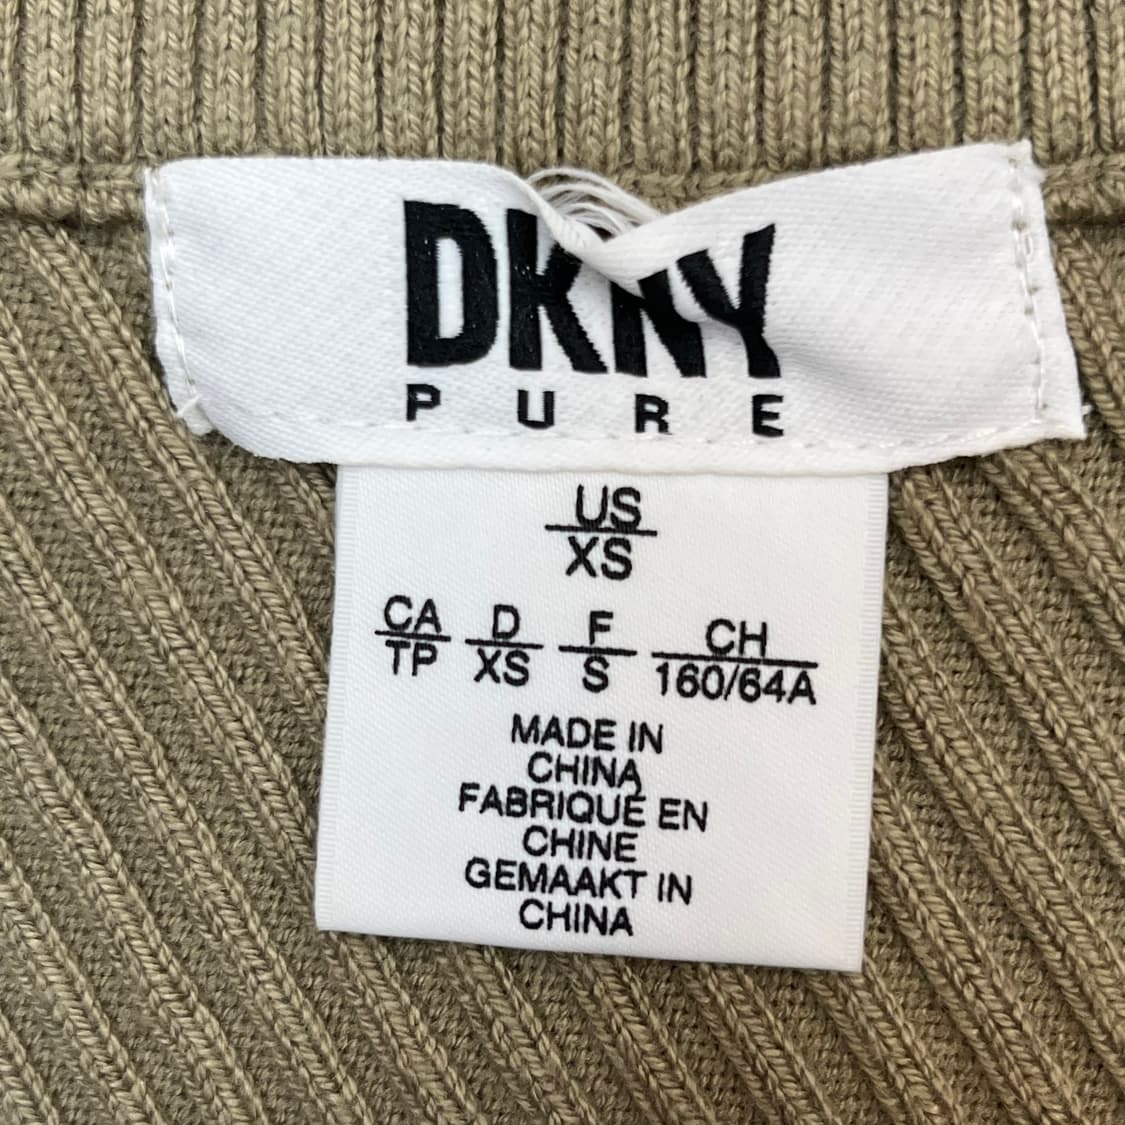 DKNY
PURE
US
XS
CA D F CH
TP XS S 160/64A
MADE IN
CHINA
FABRIQUÉ EN
CHINE
GEMAAKT IN
CHINA